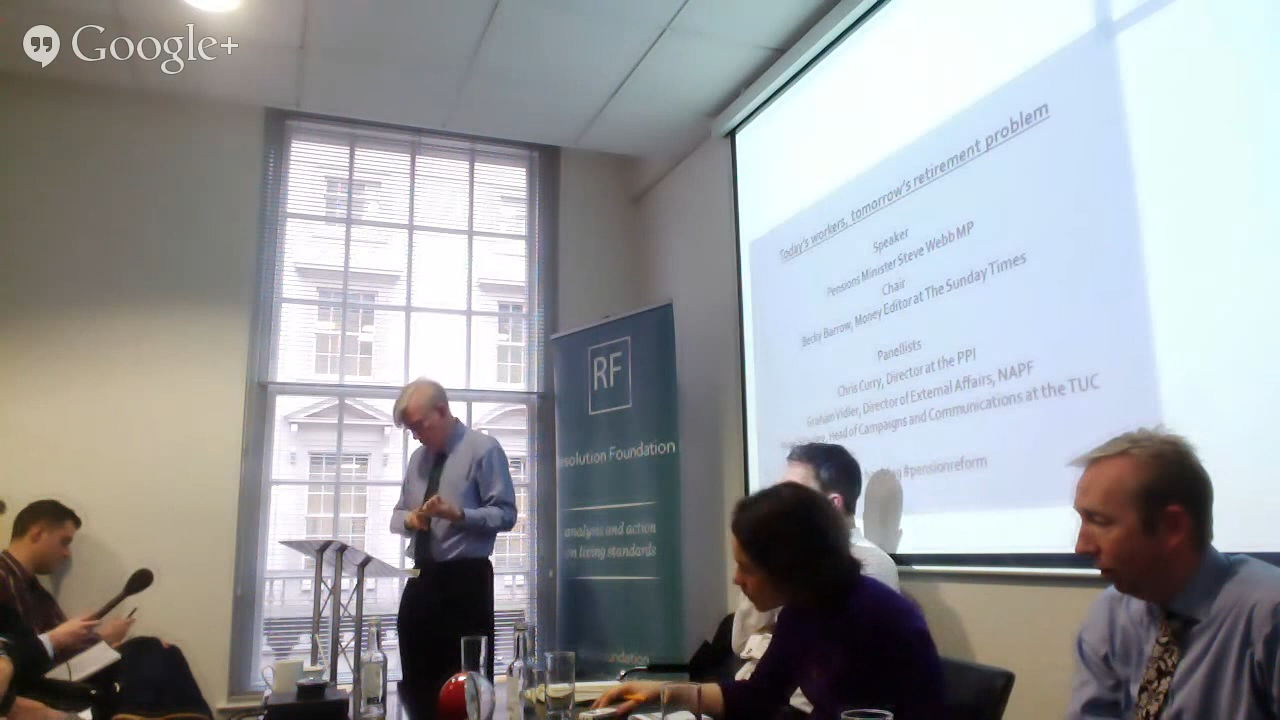 Google+
Today's workers, tomorrow's retirement problem
Speaker
Pensions Minister Steve Webb MP
Chair
Becky Barrow, Money Editor at The Sunday Times
Panellists
Chris Curry, Director at the PPI
Graham Vidler, Director of External Affairs, NAPF
Head of Campaigns and Communications at the TUC
#pensionreform
RF
esolution Foundation
analysis and action
on living standards
undation